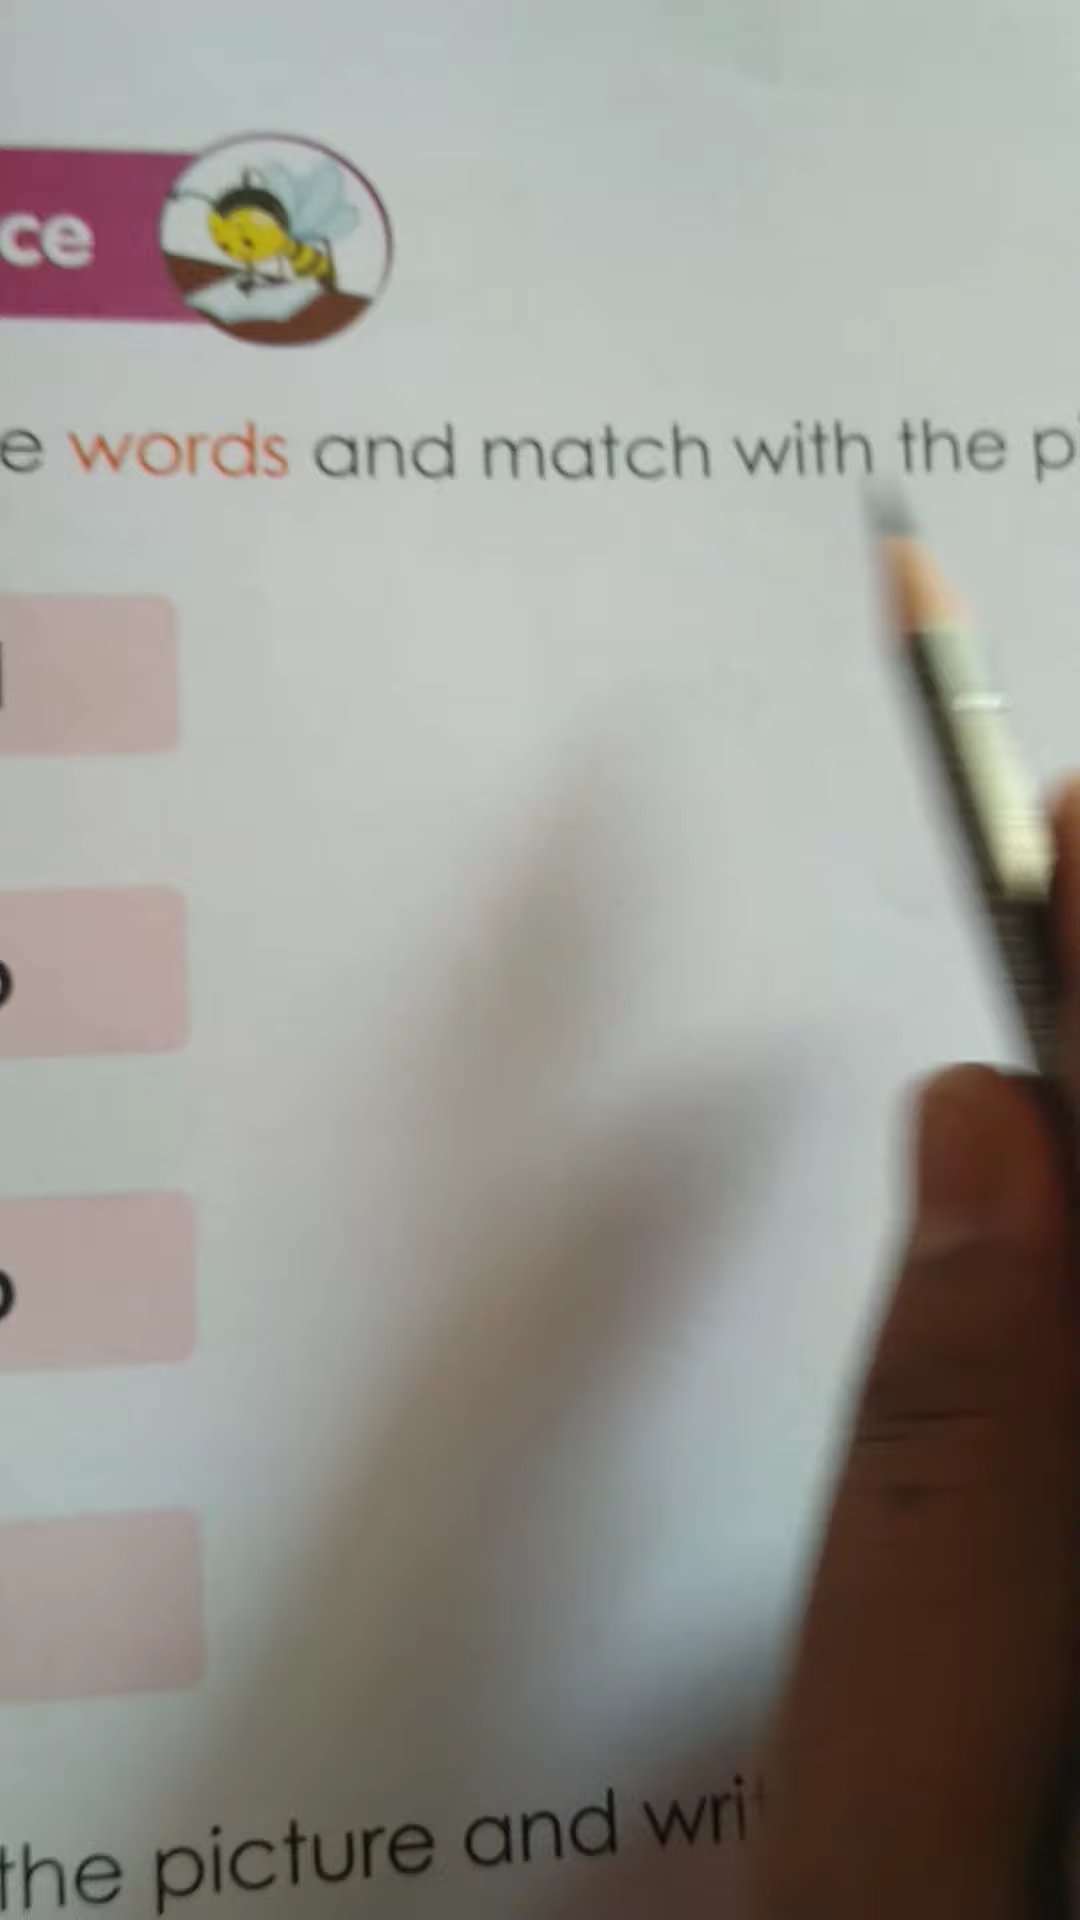 ce
e words and match with the p
the picture and wri